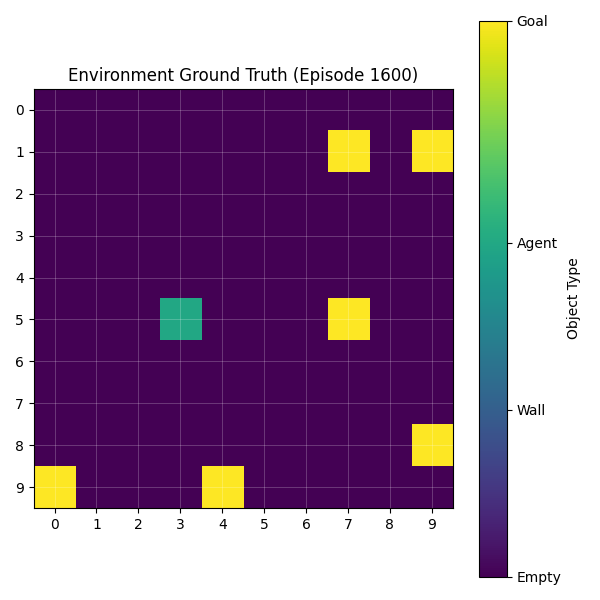 Environment Ground Truth (Episode 1600)
0
1
2
3
4
5
6
7
8
9
0 1 2 3 4 5 6 7 8 9
Goal
Agent
Wall
Empty
Object Type